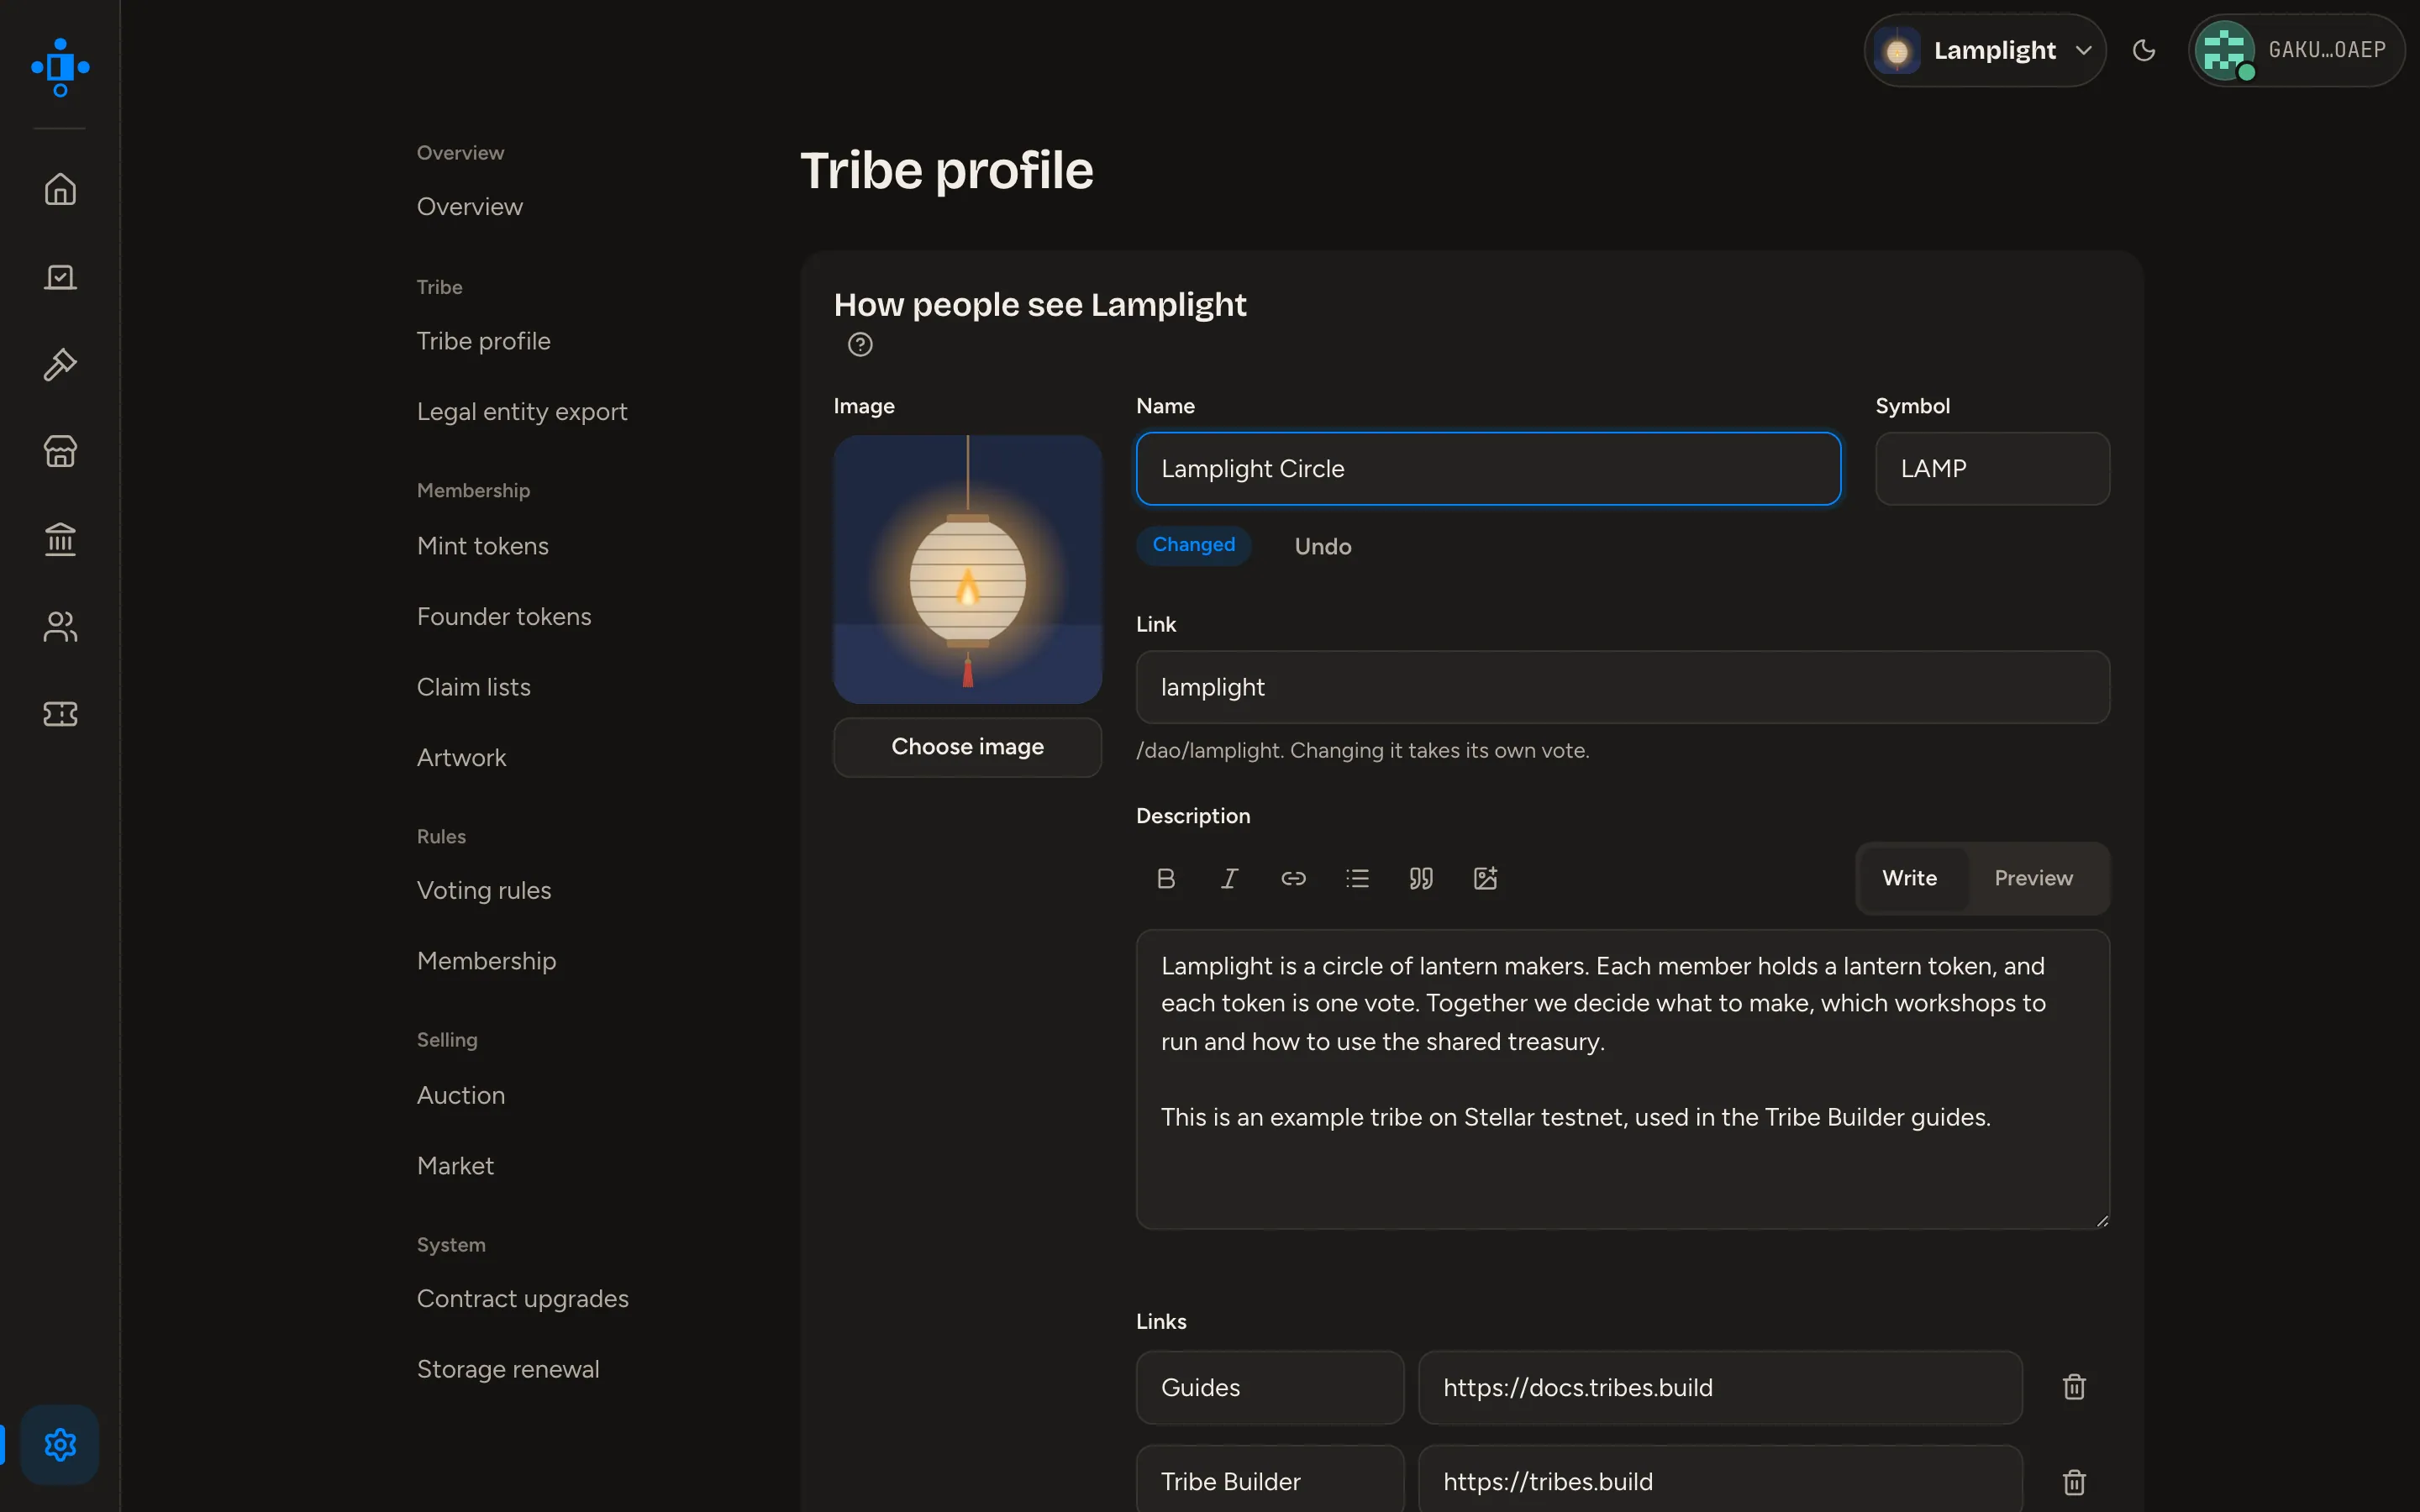 Lamplight
GAKU...OAEP
Overview
Overview
Tribe
Tribe profile
Legal entity export
Membership
Mint tokens
Founder tokens
Claim lists
Artwork
Rules
Voting rules
Membership
Selling
Auction
Market
System
Contract upgrades
Storage renewal
Tribe profile
How people see Lamplight
Image
Choose image
Name
Lamplight Circle
Changed
Undo
Symbol
LAMP
Link
lamplight
/dao/lamplight. Changing it takes its own vote.
Description
Write
Preview
Lamplight is a circle of lantern makers. Each member holds a lantern token, and
each token is one vote. Together we decide what to make, which workshops to
run and how to use the shared treasury.
This is an example tribe on Stellar testnet, used in the Tribe Builder guides.
Links
Guides
https://docs.tribes.build
Tribe Builder
https://tribes.build